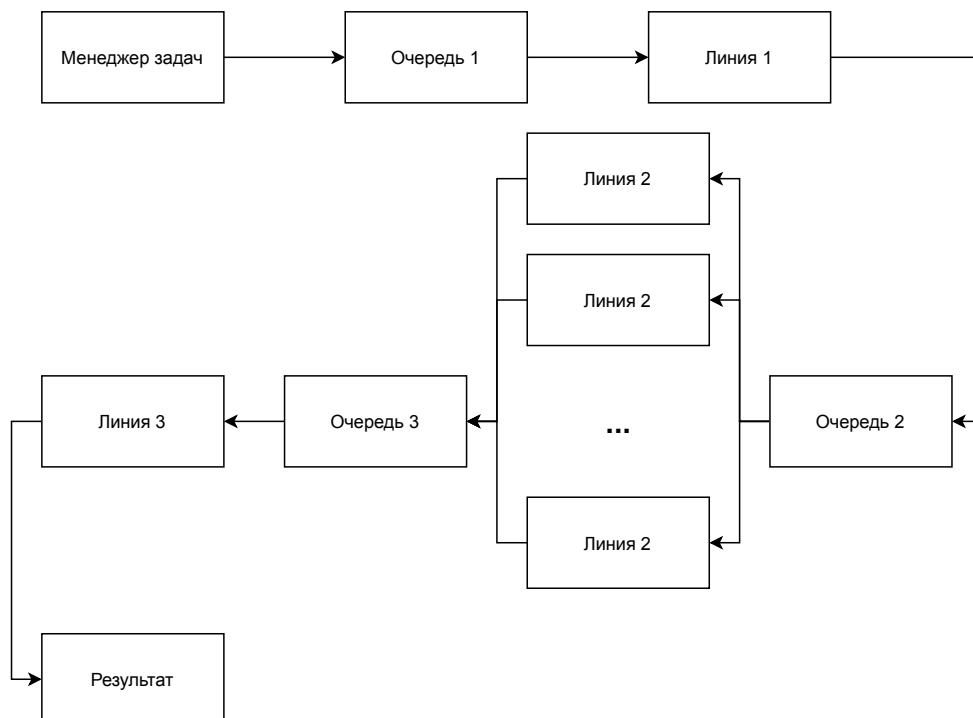 Менеджер задач
Очередь 1
Линия 1
Линия 2
Линия 2
Линия 3
Очередь 3
...
Очередь 2
Линия 2
Результат